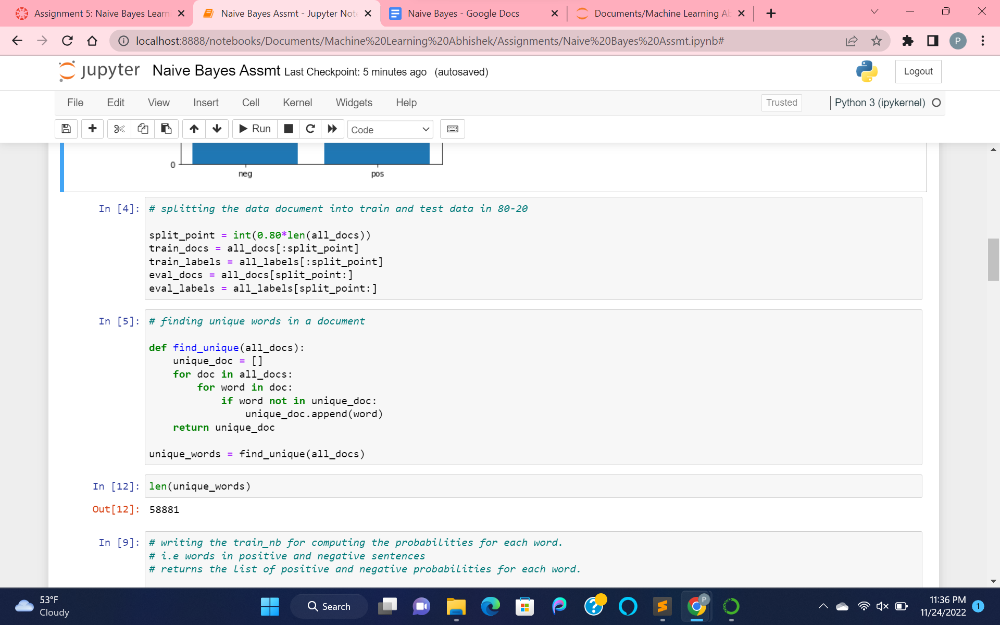 Assignment 5: Naive Bayes Learn
Naive Bayes Assmt - Jupyter Note
Naive Bayes - Google Docs
Documents/Machine Learning Ab
localhost:8888/notebooks/Documents/Machine%20Learning%20Abhishek/Assignments/Naive%20Bayes%20Assmt.ipynb#
P
jupyter Naive Bayes Assmt Last Checkpoint: 5 minutes ago (autosaved)
Logout
File Edit View Insert Cell Kernel Widgets Help
Trusted
Python 3 (ipykernel)
Run
Code
0
neg pos
In [4]: # splitting the data document into train and test data in 80-20
split_point = int(0.80*len(all_docs))
train_docs = all_docs[:split_point]
train_labels = all_labels[:split_point]
eval_docs = all_docs[split_point:]
eval_labels = all_labels[split_point:]
In [5]: # finding unique words in a document
def find_unique(all_docs):
    unique_doc = []
    for doc in all_docs:
        for word in doc:
            if word not in unique_doc:
                unique_doc.append(word)
    return unique_doc
unique_words = find_unique(all_docs)
In [12]: len(unique_words)
Out[12]: 58881
In [9]: # writing the train_nb for computing the probabilities for each word.
# i.e words in positive and negative sentences
# returns the list of positive and negative probabilities for each word.
53°F
Cloudy
Search
P
11:36 PM
11/24/2022
1